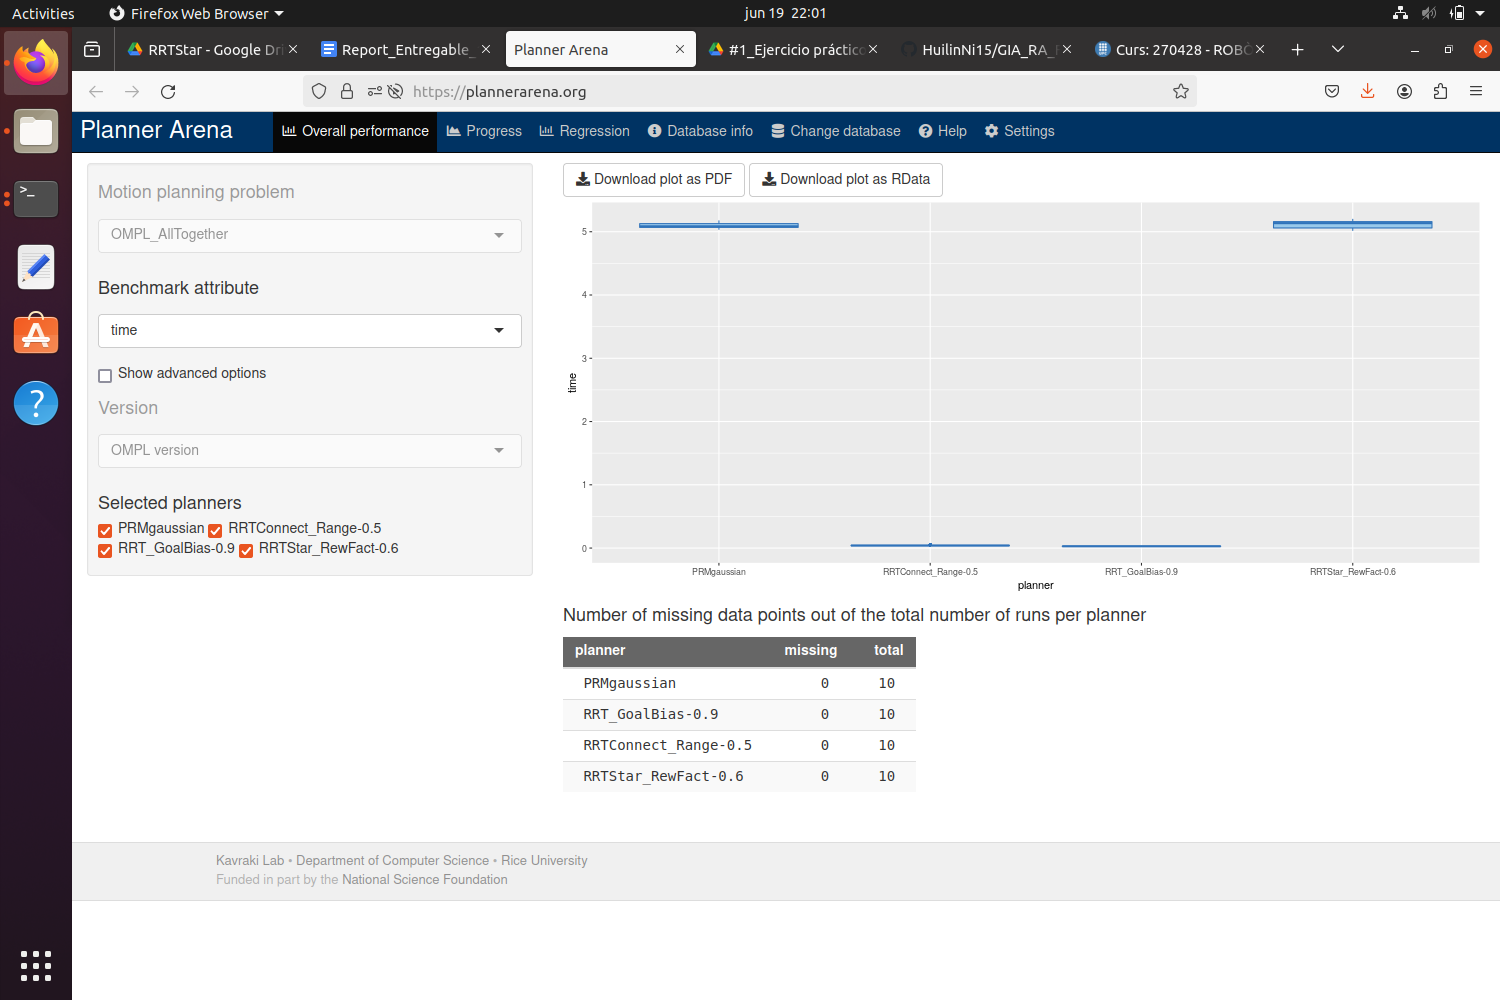 Activities
Firefox Web Browser
jun 19 22:01
RRTStar - Google Dri
Report_Entregable_
Planner Arena
#1_Ejercicio práctico
HuilinNi15/GIA_RA_
Curs: 270428 - ROBÒ
https://plannerarena.org
Planner Arena
Overall performance
Progress
Regression
Database info
Change database
Help
Settings
Motion planning problem
OMPL_AllTogether
Benchmark attribute
time
Show advanced options
Version
OMPL version
Selected planners
PRMgaussian RRTConnect_Range-0.5
RRT_GoalBias-0.9 RRTStar_RewFact-0.6
Download plot as PDF
Download plot as RData
5
4
3
2
1
0
time
PRMgaussian
RRTConnect_Range-0.5
RRT_GoalBias-0.9
RRTStar_RewFact-0.6
planner
Number of missing data points out of the total number of runs per planner
planner missing total
PRMgaussian 0 10
RRT_GoalBias-0.9 0 10
RRTConnect_Range-0.5 0 10
RRTStar_RewFact-0.6 0 10
Kavraki Lab • Department of Computer Science • Rice University
Funded in part by the National Science Foundation